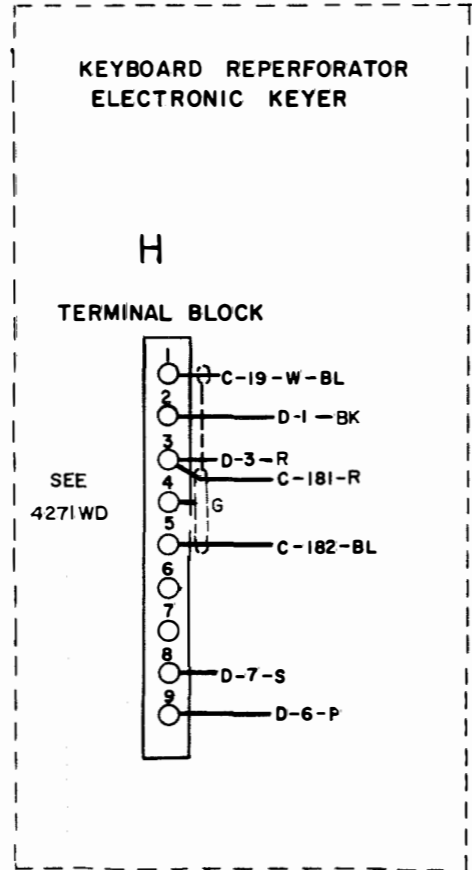 KEYBOARD REPERFORATOR
ELECTRONIC KEYER
H
TERMINAL BLOCK
1
C-19-W-BL
2
D-1-BK
3
D-3-R
C-181-R
SEE
4271WD
4
G
5
C-182-BL
6
7
8
D-7-S
9
D-6-P